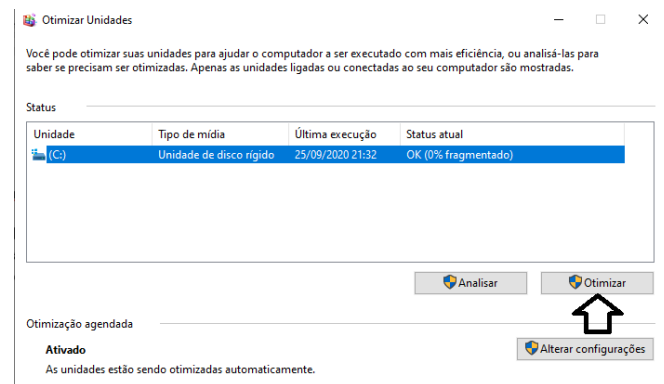 Otimizar Unidades
Você pode otimizar suas unidades para ajudar o computador a ser executado com mais eficiência, ou analisá-las para
saber se precisam ser otimizadas. Apenas as unidades ligadas ou conectadas ao seu computador são mostradas.
Status
Unidade Tipo de mídia Última execução Status atual
(C:) Unidade de disco rígido 25/09/2020 21:32 OK (0% fragmentado)
Analisar Otimizar
Otimização agendada
Ativado Alterar configurações
As unidades estão sendo otimizadas automaticamente.